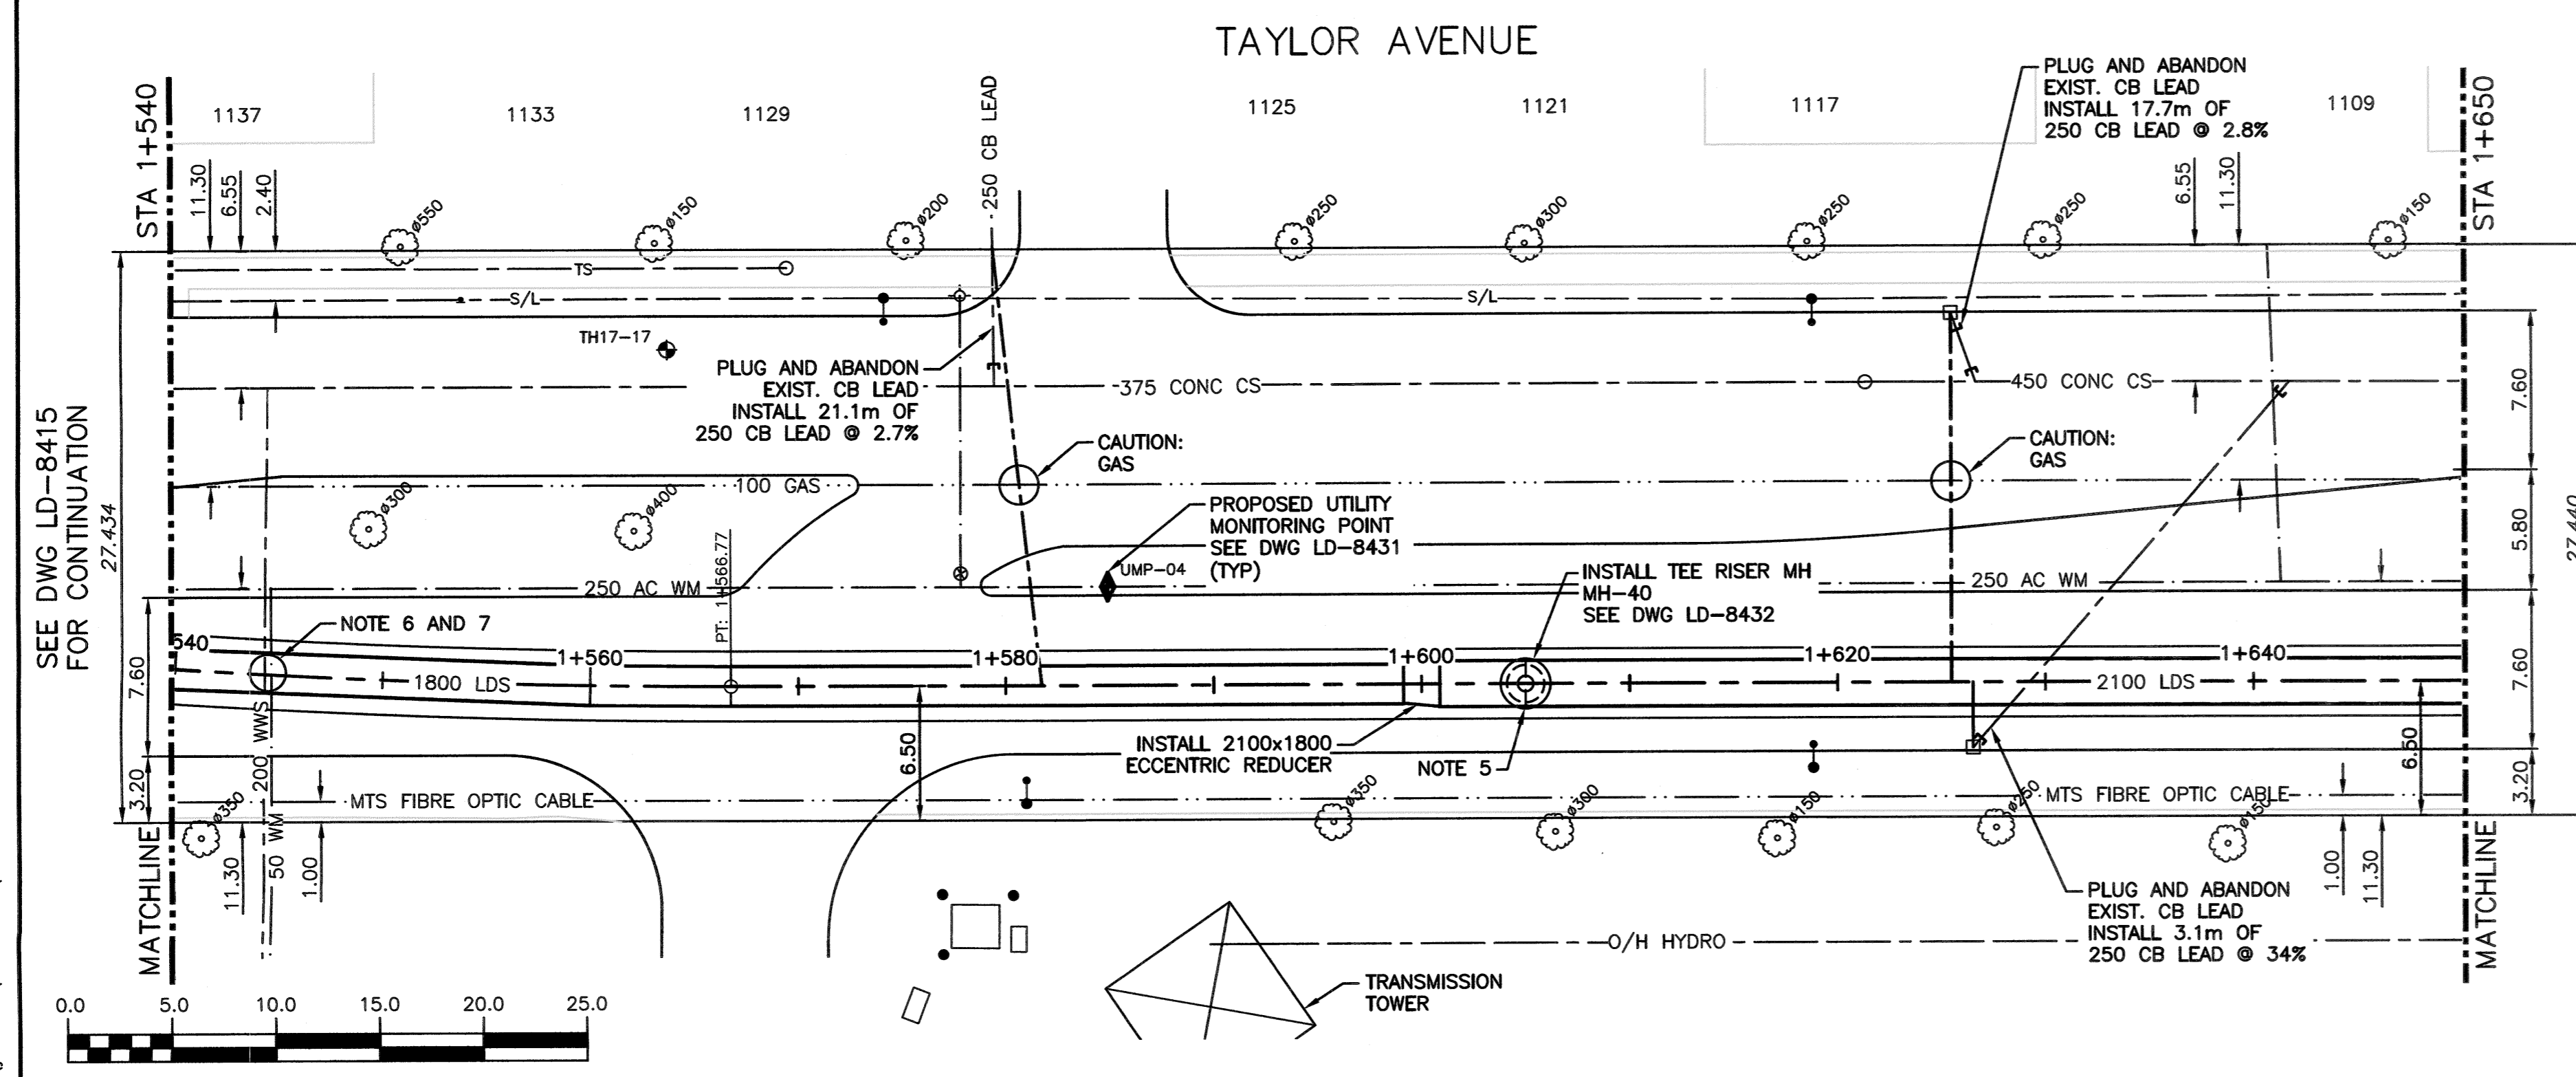 TAYLOR AVENUE
STA 1+540
1137
1133
1129
250 CB LEAD
1125
1121
1117
PLUG AND ABANDON
EXIST. CB LEAD
INSTALL 17.7m OF
250 CB LEAD @ 2.8%
1109
STA 1+650
11.30
6.55
2.40
ø550
ø150
ø200
ø250
ø300
ø250
ø250
6.55
11.30
ø150
TS
S/L
S/L
TH17-17
PLUG AND ABANDON
EXIST. CB LEAD
INSTALL 21.1m OF
250 CB LEAD @ 2.7%
375 CONC CS
450 CONC CS
7.60
SEE DWG LD-8415
FOR CONTINUATION
27.434
CAUTION:
GAS
CAUTION:
GAS
ø300
ø400
100 GAS
PROPOSED UTILITY
MONITORING POINT
SEE DWG LD-8431
(TYP)
UMP-04
5.80
27.440
PT: 1+566.77
250 AC WM
250 AC WM
INSTALL TEE RISER MH
MH-40
SEE DWG LD-8432
NOTE 6 AND 7
540
1+560
1+580
1+600
1+620
1+640
1800 LDS
2100 LDS
7.60
7.60
200 WWS
6.50
INSTALL 2100x1800
ECCENTRIC REDUCER
NOTE 5
6.50
3.20
MTS FIBRE OPTIC CABLE
MTS FIBRE OPTIC CABLE
3.20
ø350
ø350
ø300
ø150
ø250
ø150
MATCHLINE
11.30
50 WM
1.00
1.00
11.30
MATCHLINE
PLUG AND ABANDON
EXIST. CB LEAD
INSTALL 3.1m OF
250 CB LEAD @ 34%
O/H HYDRO
TRANSMISSION
TOWER
0.0 5.0 10.0 15.0 20.0 25.0